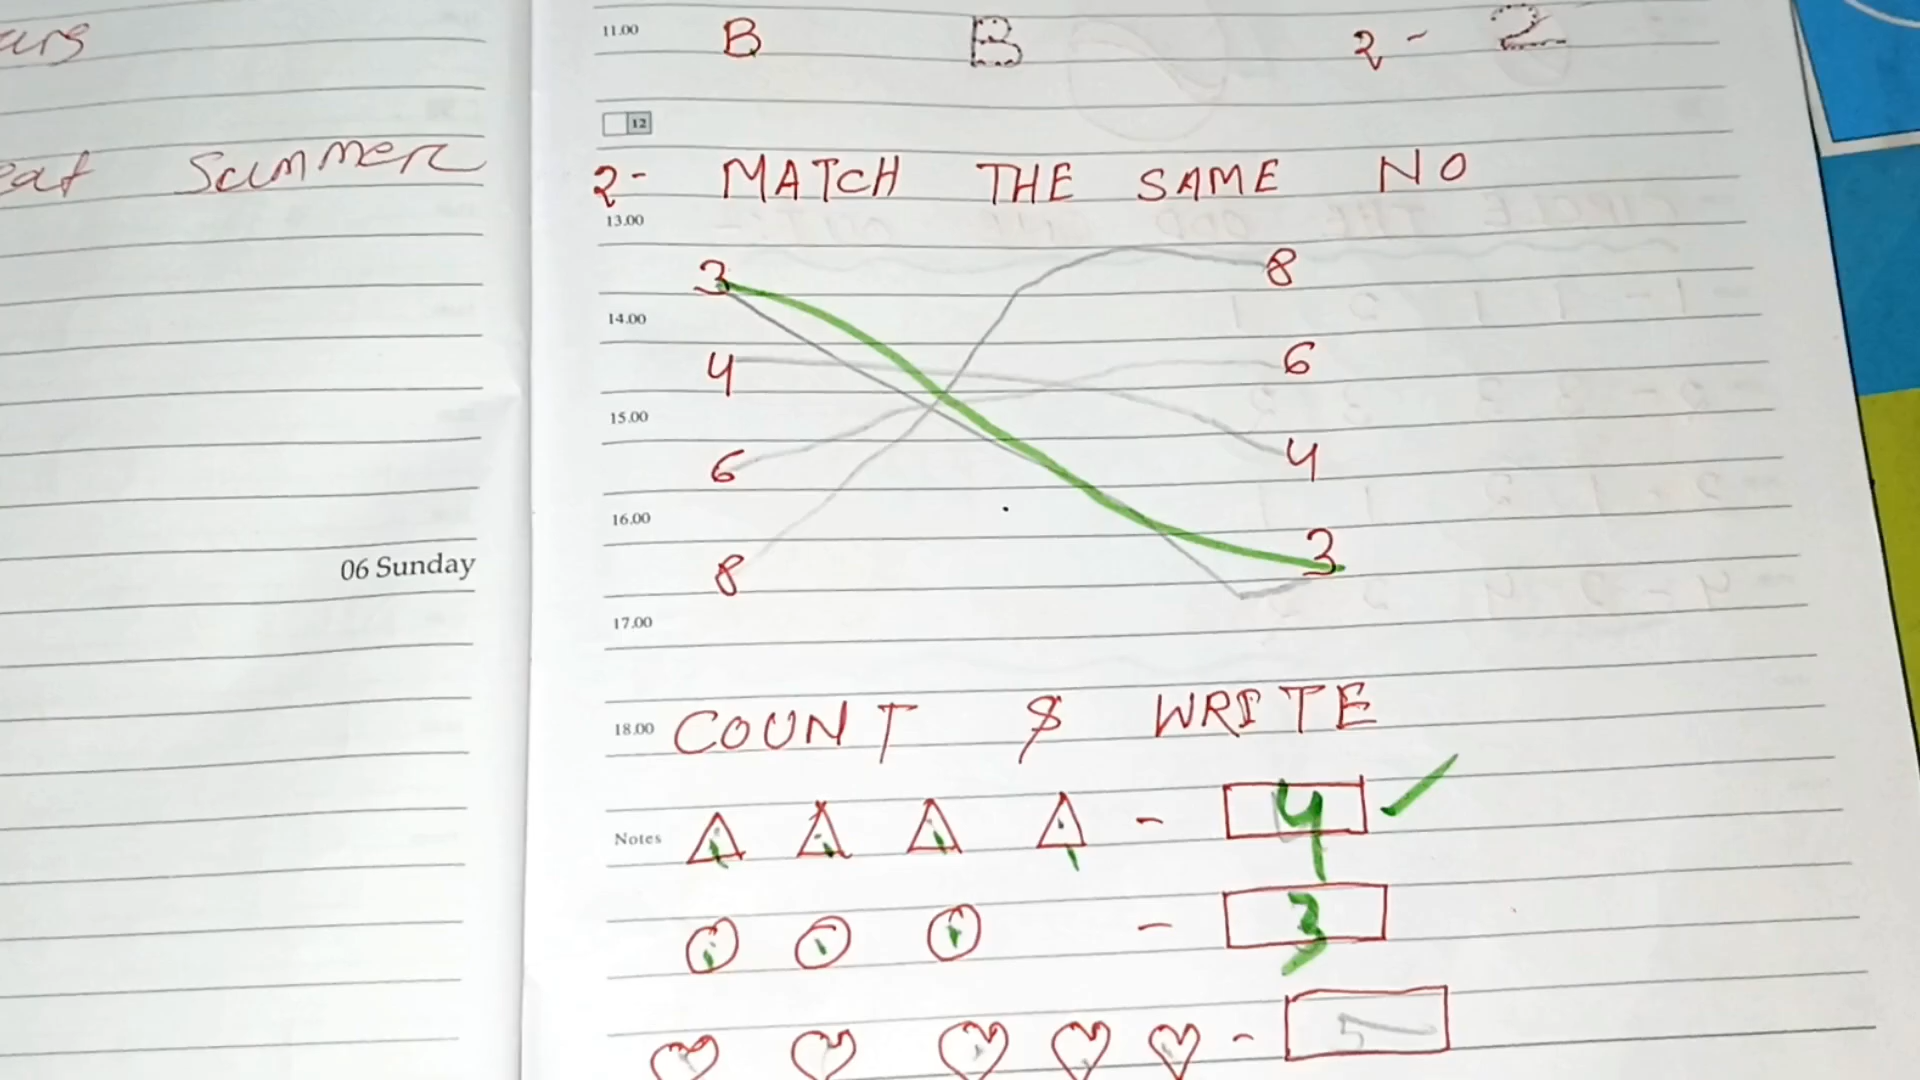 Summer
06 Sunday
11.00 B B 2 - 2
12
2- MATCH THE SAME NO
13.00
3 8
14.00
4 6
15.00
6 4
16.00
8 3
17.00
18.00 COUNT & WRITE
Notes - 4
- 3
- 5